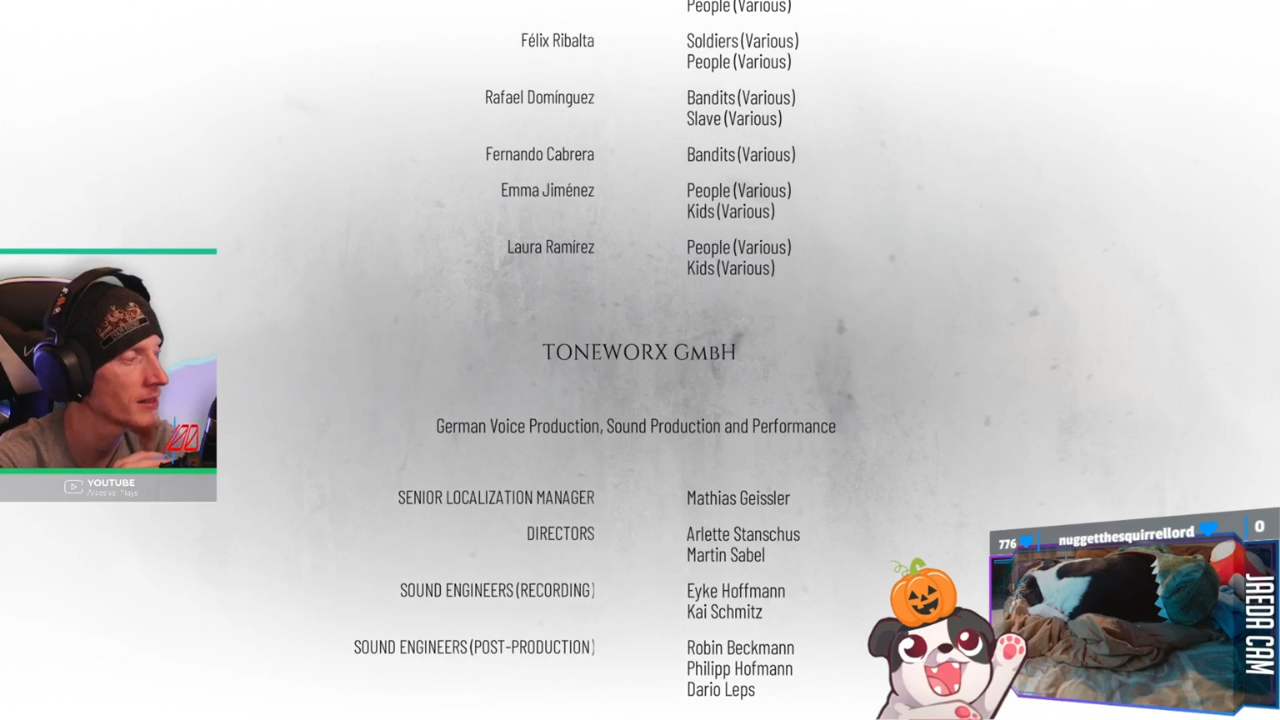 People (Various)
Félix Ribalta Soldiers (Various)
People (Various)
Rafael Domínguez Bandits (Various)
Slave (Various)
Fernando Cabrera Bandits (Various)
Emma Jiménez People (Various)
Kids (Various)
Laura Ramírez People (Various)
Kids (Various)
TONEWORX GMBH
German Voice Production, Sound Production and Performance
SENIOR LOCALIZATION MANAGER Mathias Geissler
DIRECTORS Arlette Stanschus
Martin Sabel
SOUND ENGINEERS (RECORDING) Eyke Hoffmann
Kai Schmitz
SOUND ENGINEERS (POST-PRODUCTION) Robin Beckmann
Philipp Hofmann
Dario Leps
YOUTUBE
776 nuggetthesquirrellord 0
JAEDA CAM